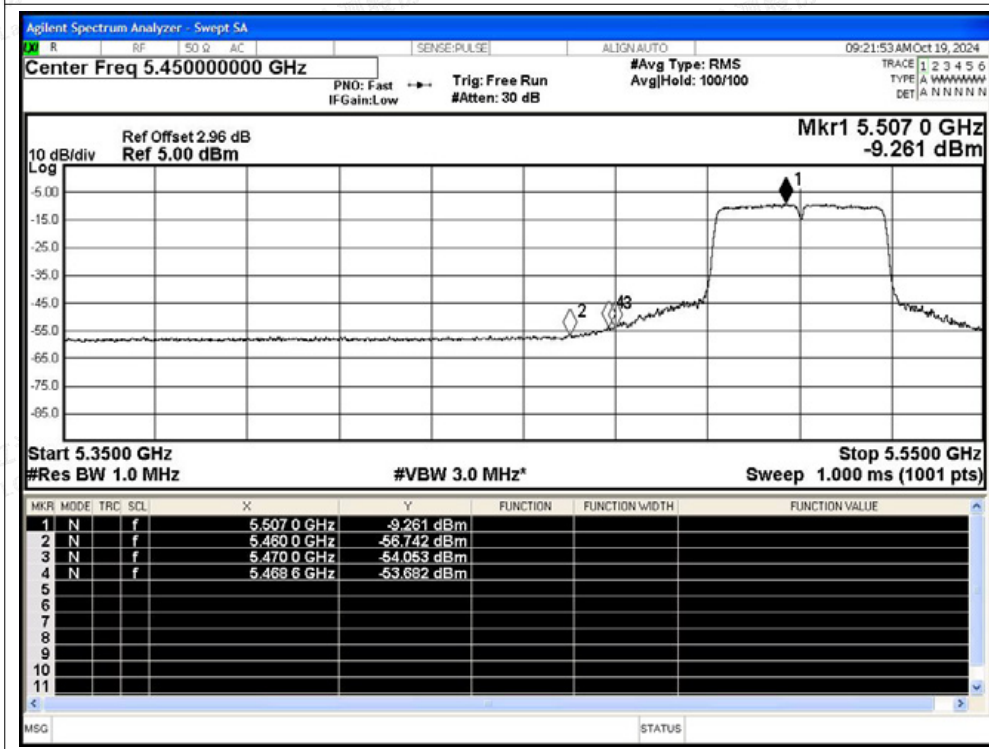 Agilent Spectrum Analyzer - Swept SA
LXI R RF 50 Ω AC SENSE:PULSE ALIGN AUTO 09:21:53 AM Oct 19, 2024
Center Freq 5.450000000 GHz
PNO: Fast
IFGain:Low
Trig: Free Run
#Atten: 30 dB
#Avg Type: RMS
Avg|Hold: 100/100
TRACE 1 2 3 4 5 6
TYPE A WWWWW
DET A N N N N N
Ref Offset 2.96 dB
10 dB/div Ref 5.00 dBm
Log
Mkr1 5.507 0 GHz
-9.261 dBm
-5.00
-15.0
-25.0
-35.0
-45.0
-55.0
-65.0
-75.0
-85.0
1
2
43
Start 5.3500 GHz
Stop 5.5500 GHz
#Res BW 1.0 MHz
#VBW 3.0 MHz*
Sweep 1.000 ms (1001 pts)
MKR MODE TRC SCL X Y FUNCTION FUNCTION WIDTH FUNCTION VALUE
1 N f 5.507 0 GHz -9.261 dBm
2 N f 5.460 0 GHz -56.742 dBm
3 N f 5.470 0 GHz -54.053 dBm
4 N f 5.468 6 GHz -53.682 dBm
5
6
7
8
9
10
11
MSG STATUS